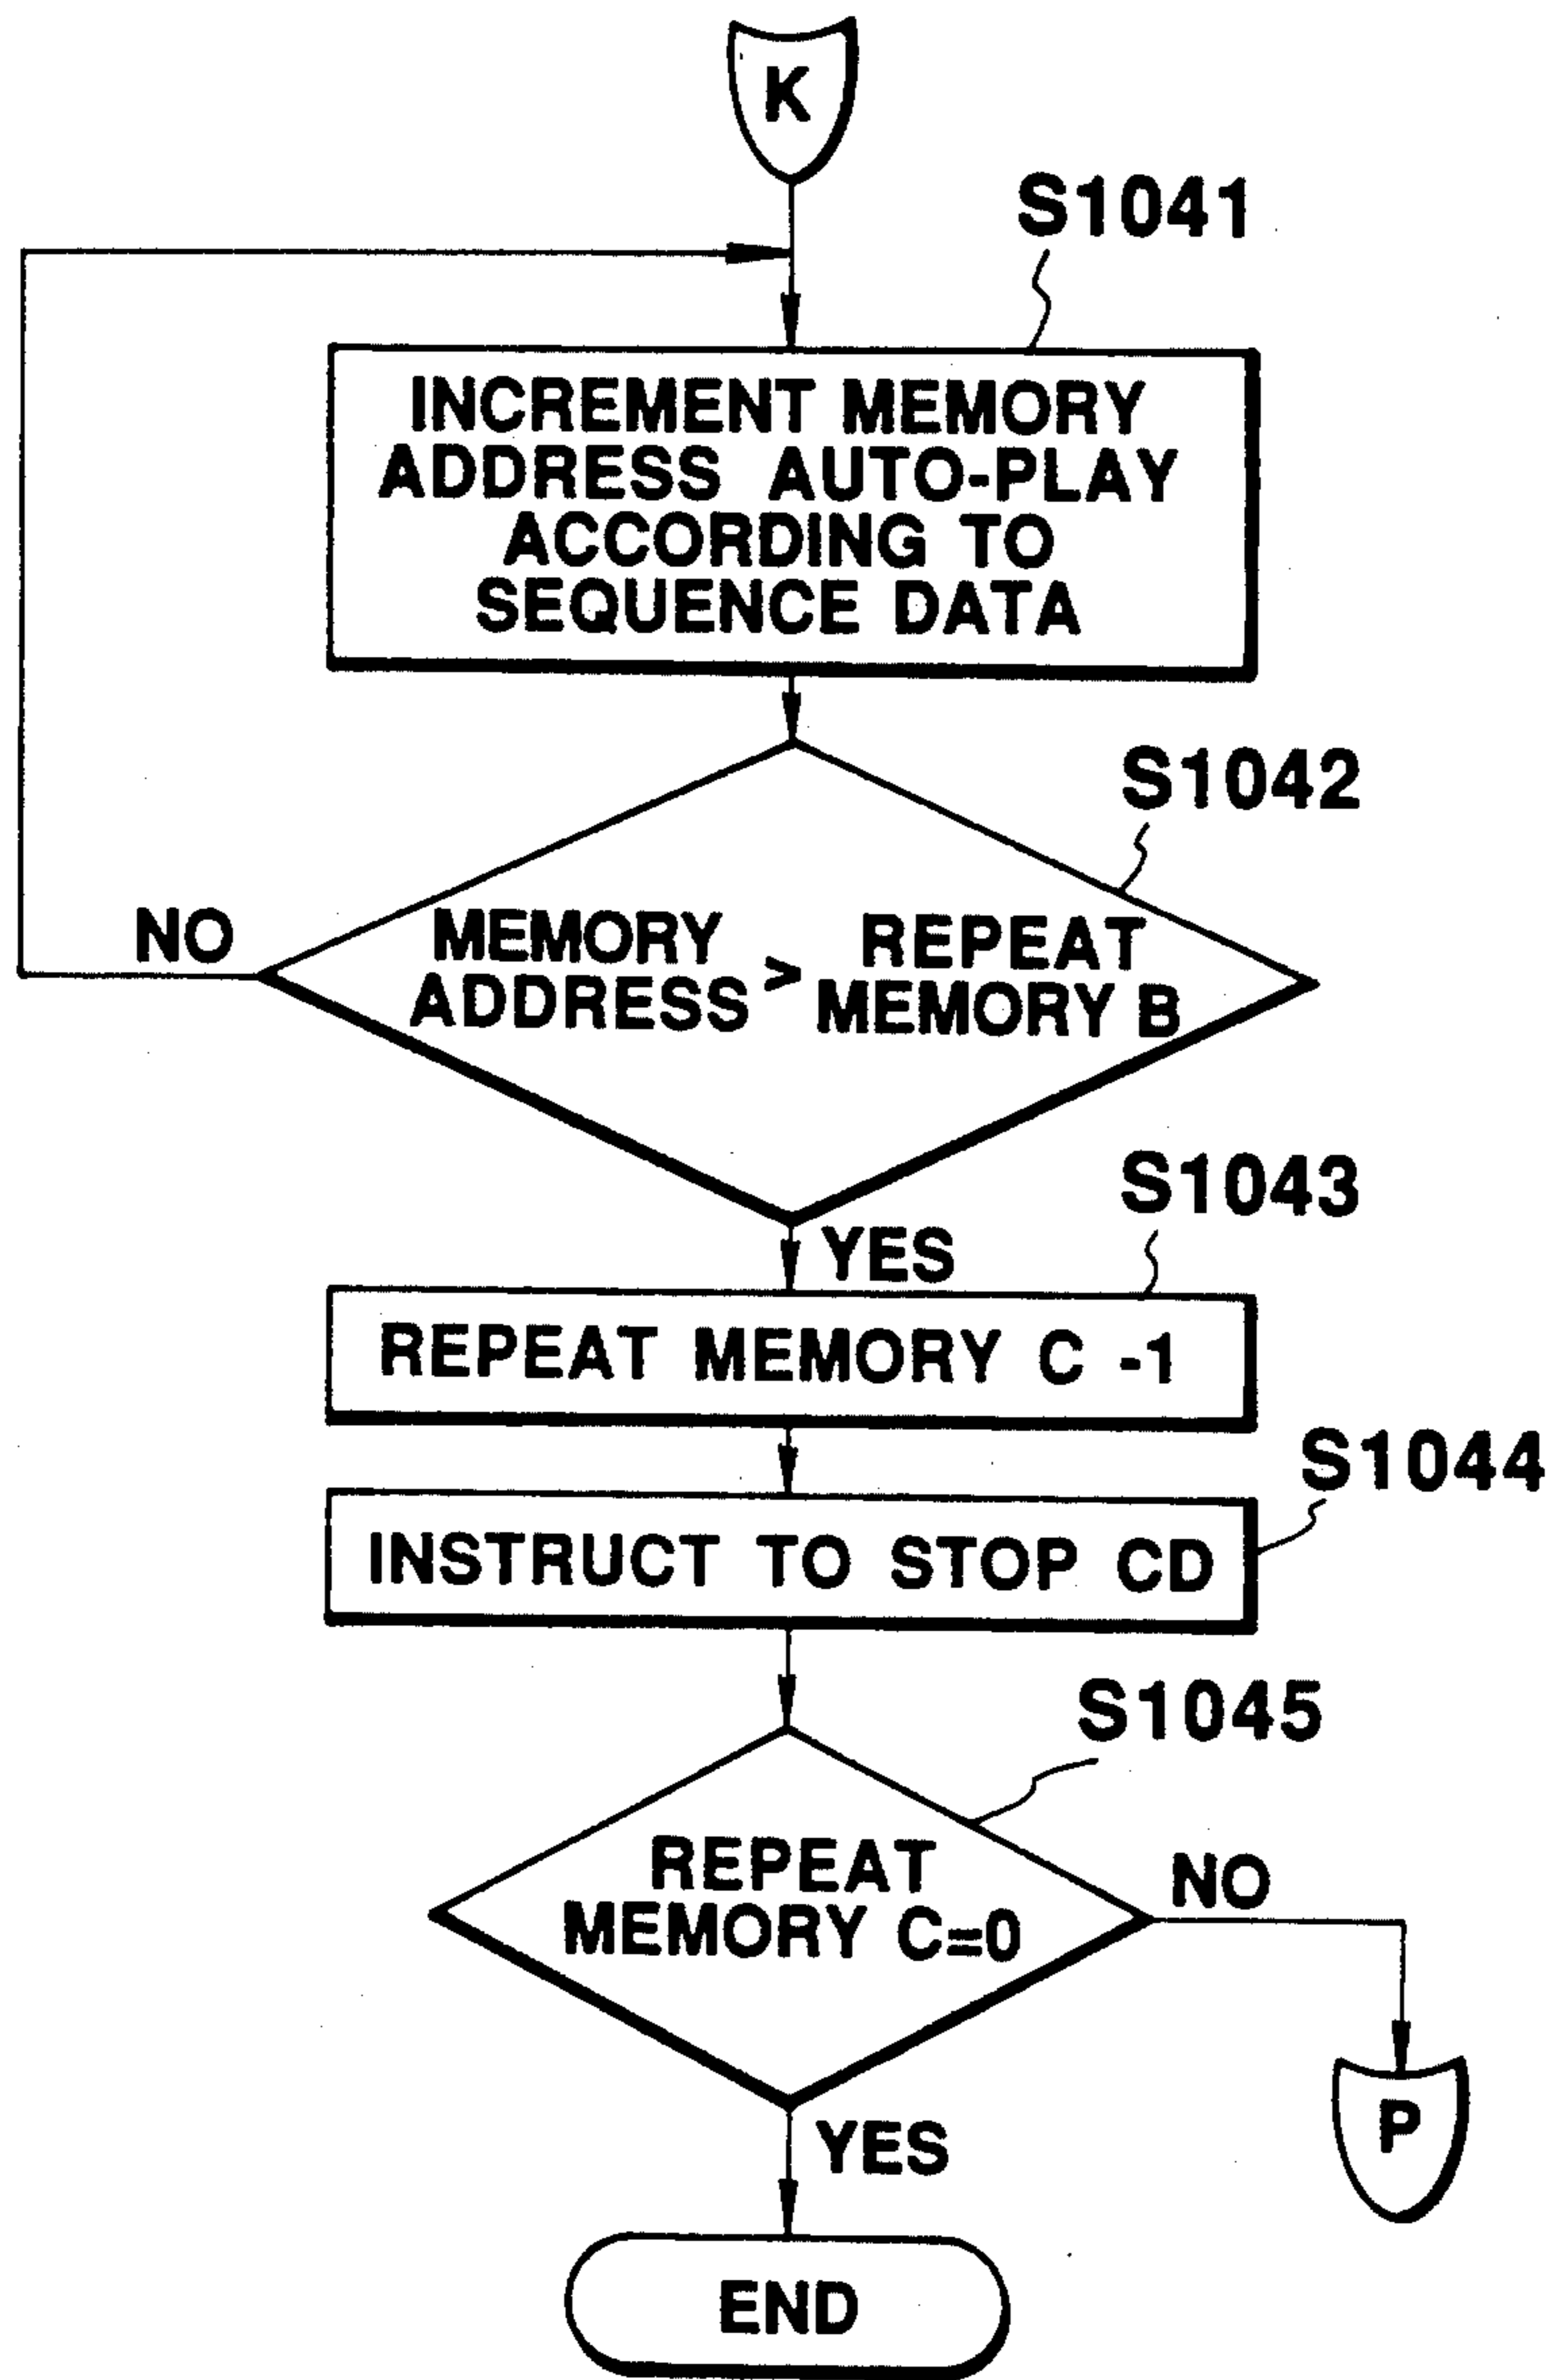 K
S1041
INCREMENT MEMORY
ADDRESS AUTO-PLAY
ACCORDING TO
SEQUENCE DATA
S1042
NO
MEMORY
ADDRESS
>
REPEAT
MEMORY B
S1043
YES
REPEAT MEMORY C -1
S1044
INSTRUCT TO STOP CD
S1045
REPEAT
MEMORY C=0
NO
P
YES
END